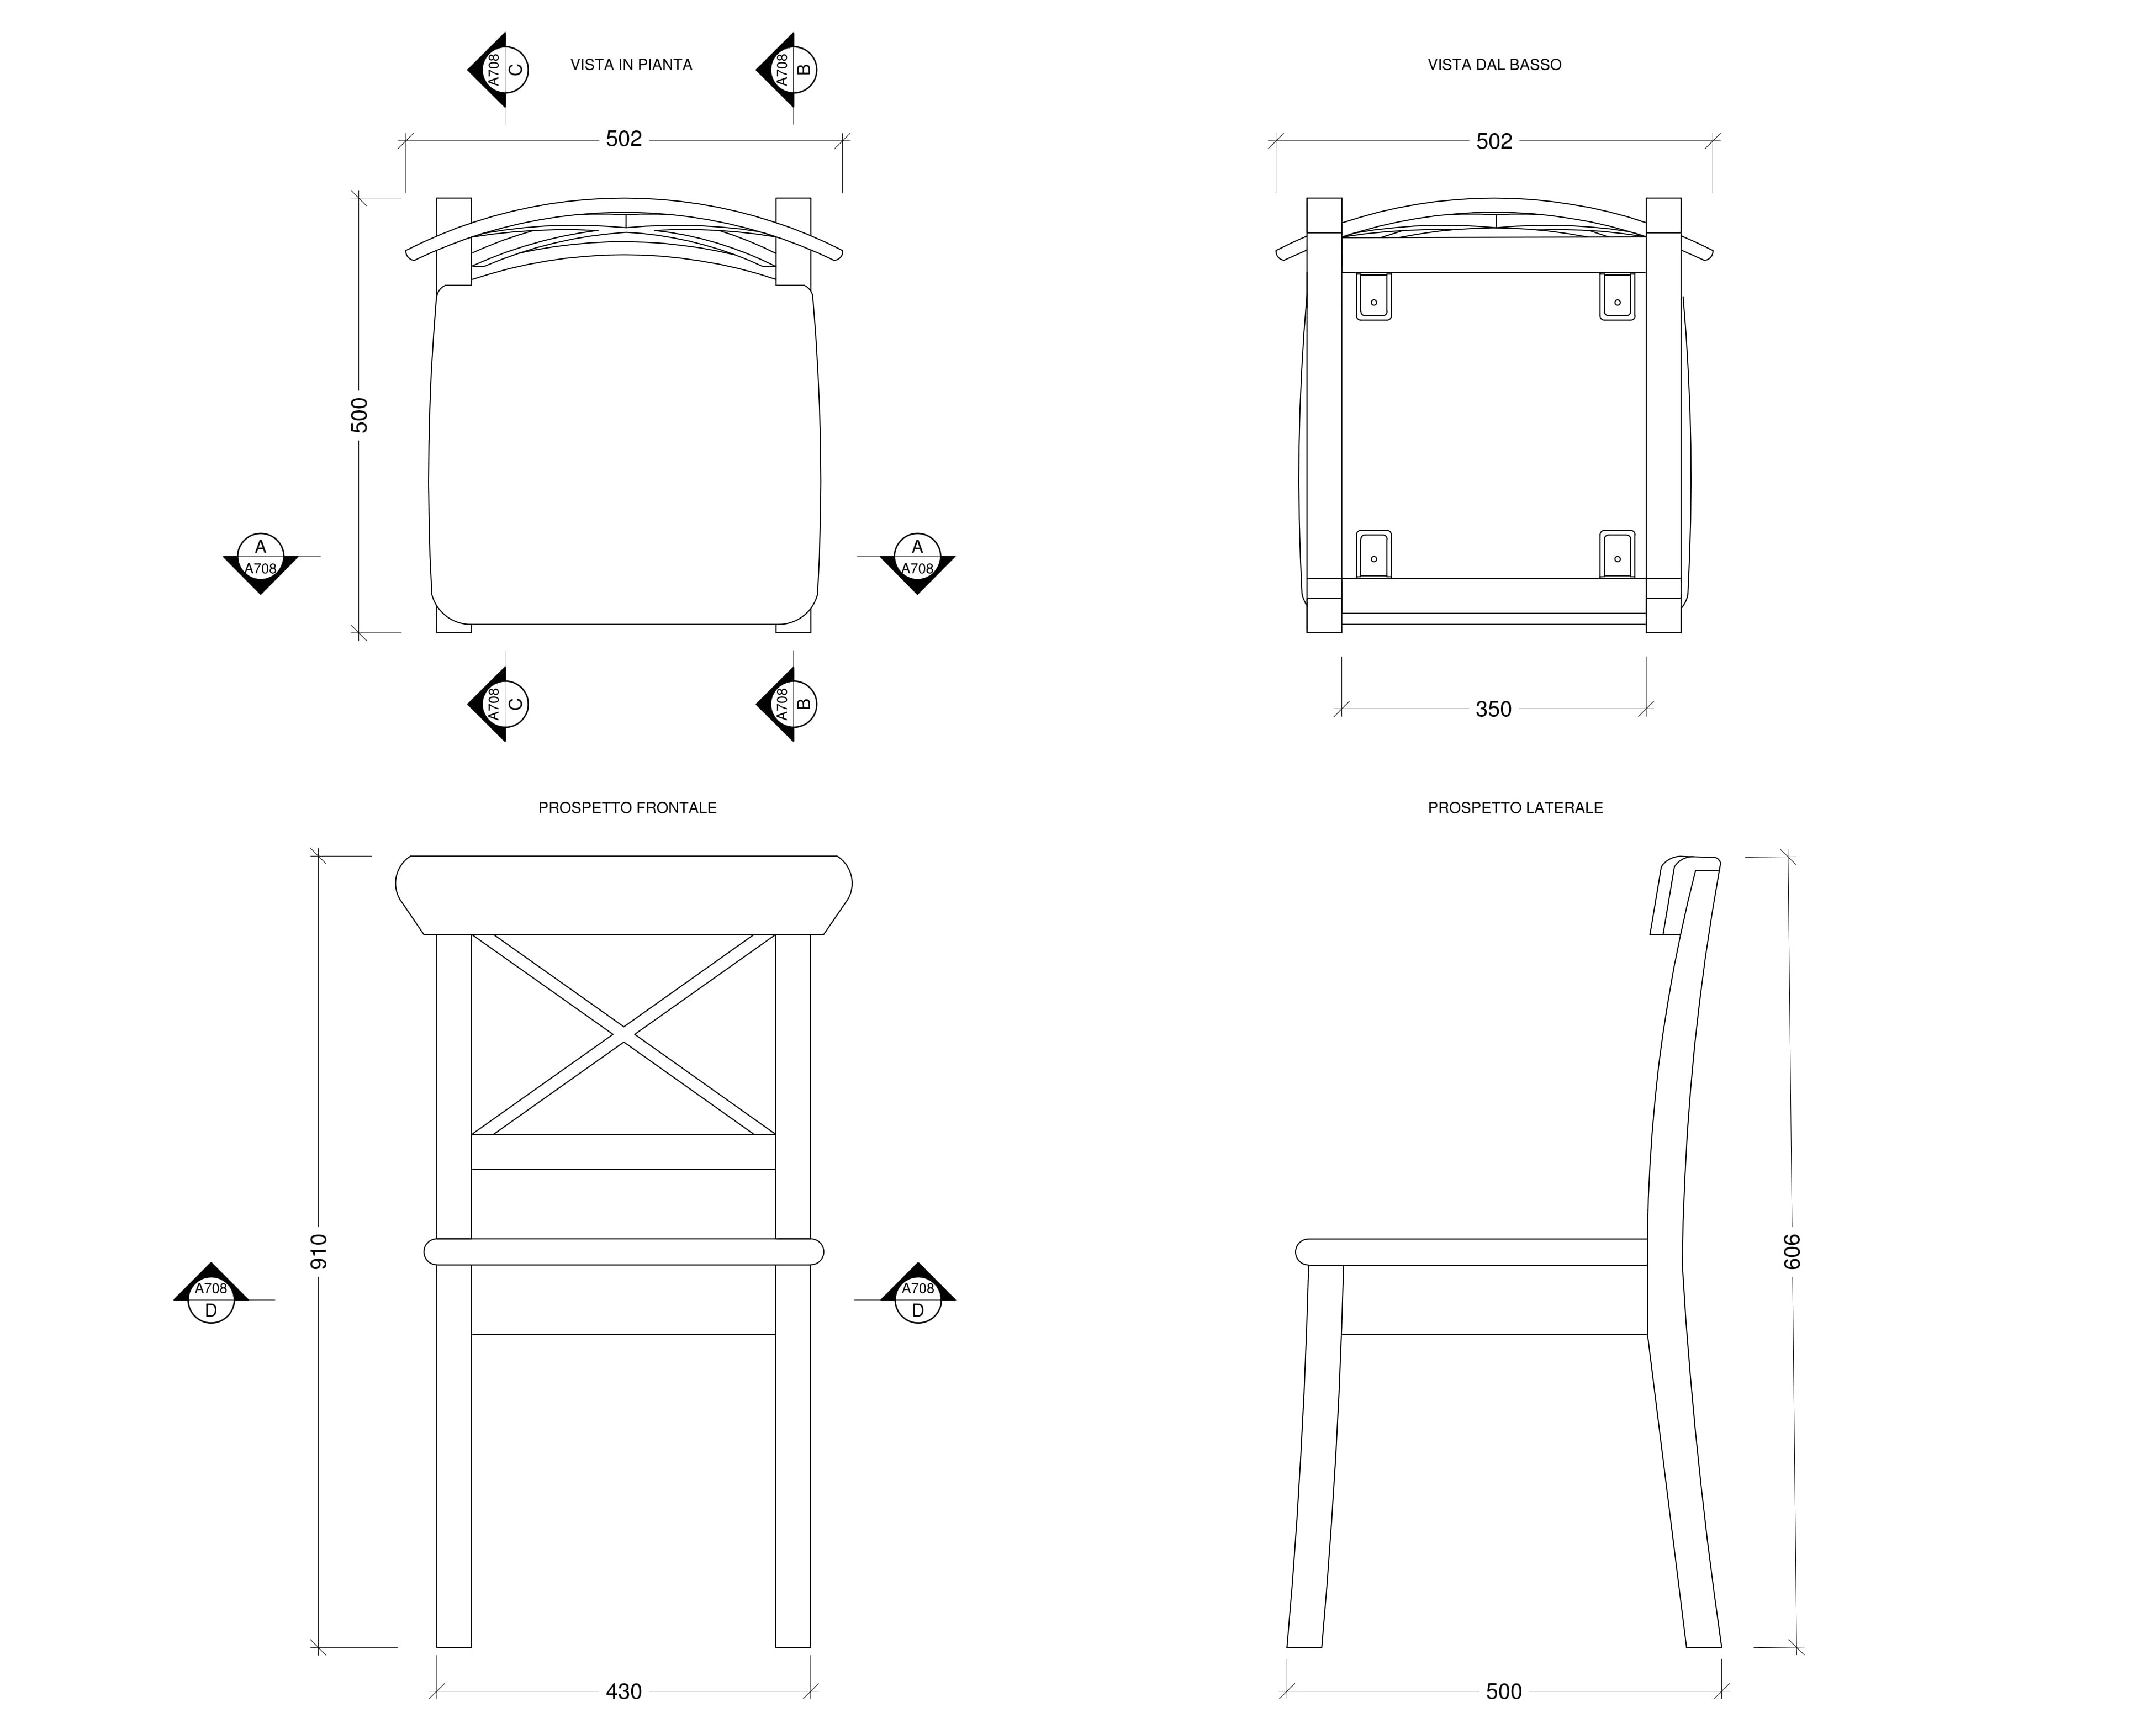 A708
C
VISTA IN PIANTA
A708
B
VISTA DAL BASSO
502
502
500
A
A708
A
A708
A708
C
A708
B
350
PROSPETTO FRONTALE
PROSPETTO LATERALE
910
909
A708
D
A708
D
430
500